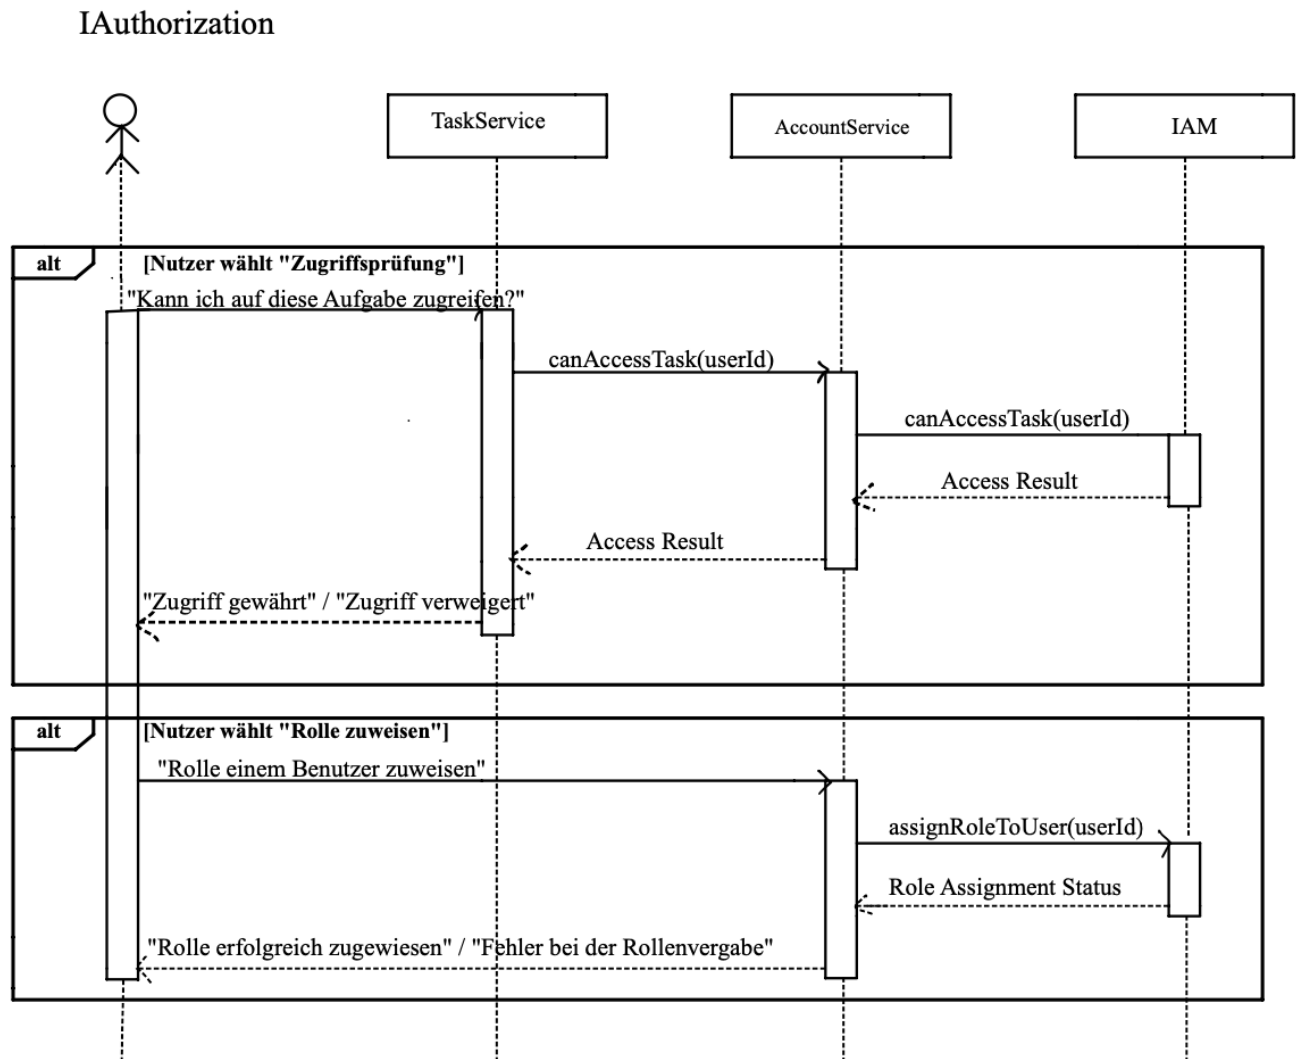 IAuthorization
TaskService
AccountService
IAM
alt
[Nutzer wählt "Zugriffsprüfung"]
"Kann ich auf diese Aufgabe zugreifen?"
canAccessTask(userId)
canAccessTask(userId)
Access Result
Access Result
"Zugriff gewährt" / "Zugriff verweigert"
alt
[Nutzer wählt "Rolle zuweisen"]
"Rolle einem Benutzer zuweisen"
assignRoleToUser(userId)
Role Assignment Status
"Rolle erfolgreich zugewiesen" / "Fehler bei der Rollenvergabe"